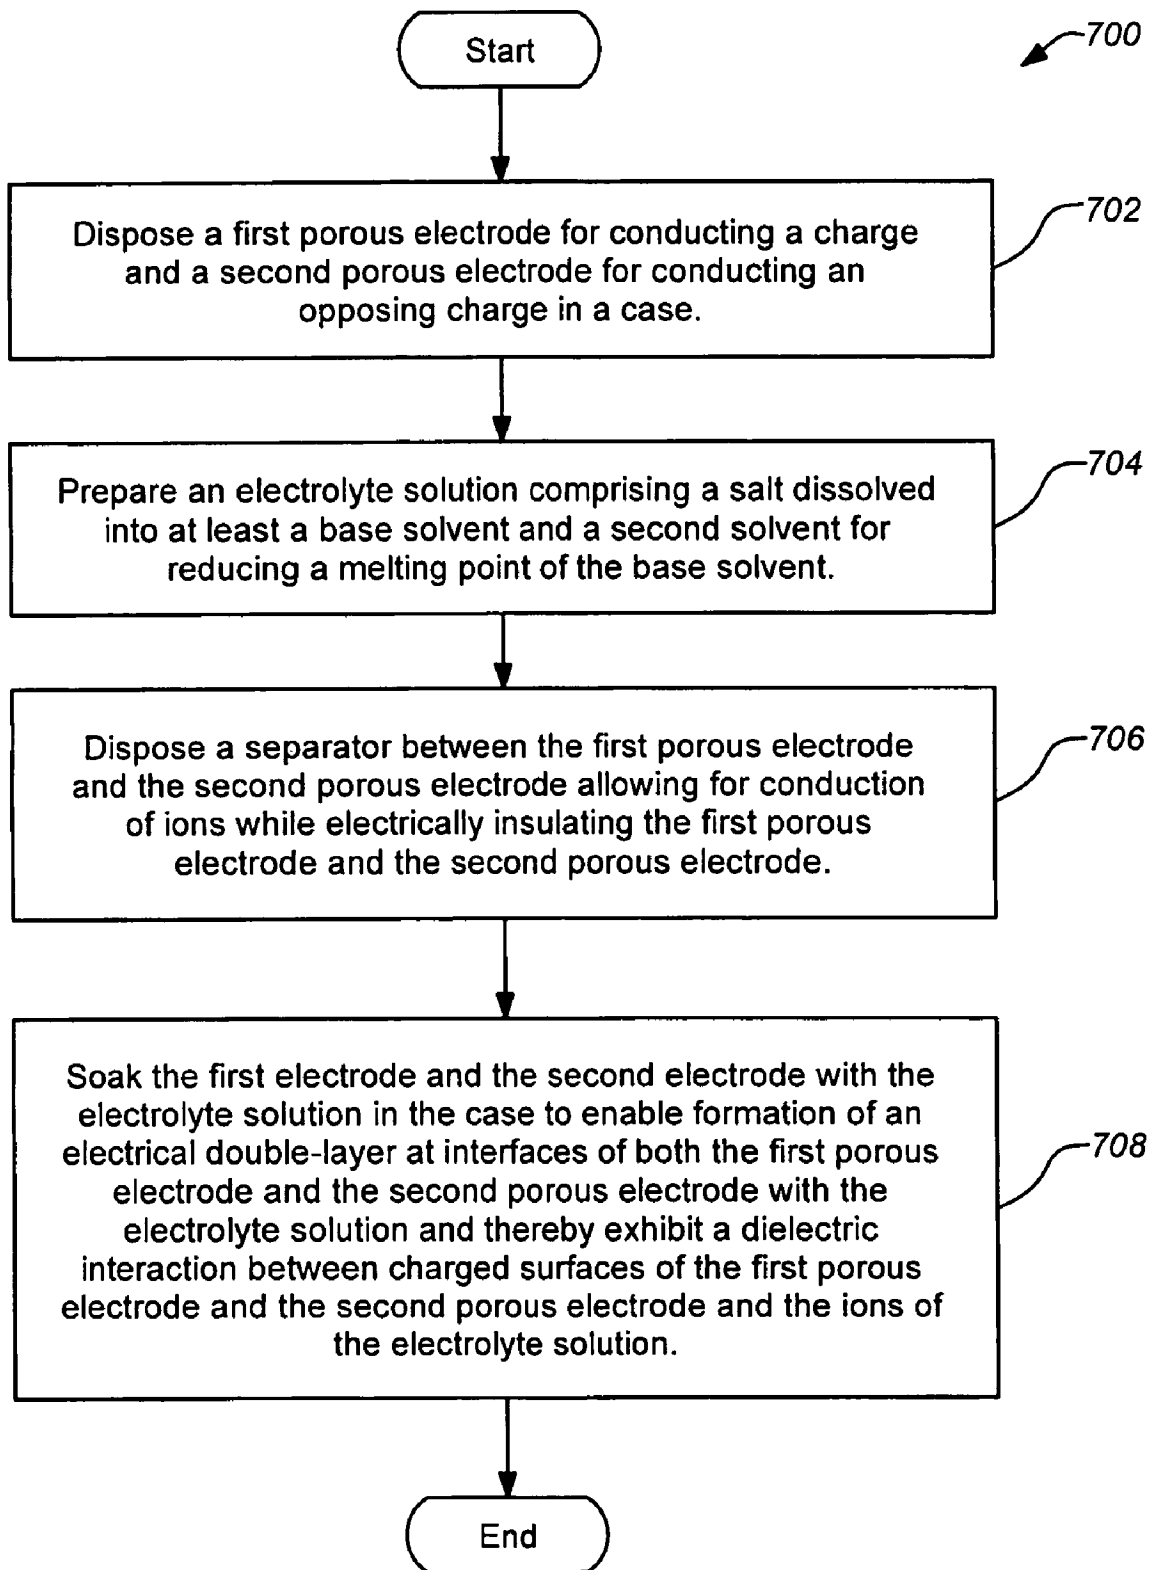 Start
700
Dispose a first porous electrode for conducting a charge
and a second porous electrode for conducting an
opposing charge in a case.
702
Prepare an electrolyte solution comprising a salt dissolved
into at least a base solvent and a second solvent for
reducing a melting point of the base solvent.
704
Dispose a separator between the first porous electrode
and the second porous electrode allowing for conduction
of ions while electrically insulating the first porous
electrode and the second porous electrode.
706
Soak the first electrode and the second electrode with the
electrolyte solution in the case to enable formation of an
electrical double-layer at interfaces of both the first porous
electrode and the second porous electrode with the
electrolyte solution and thereby exhibit a dielectric
interaction between charged surfaces of the first porous
electrode and the second porous electrode and the ions of
the electrolyte solution.
708
End